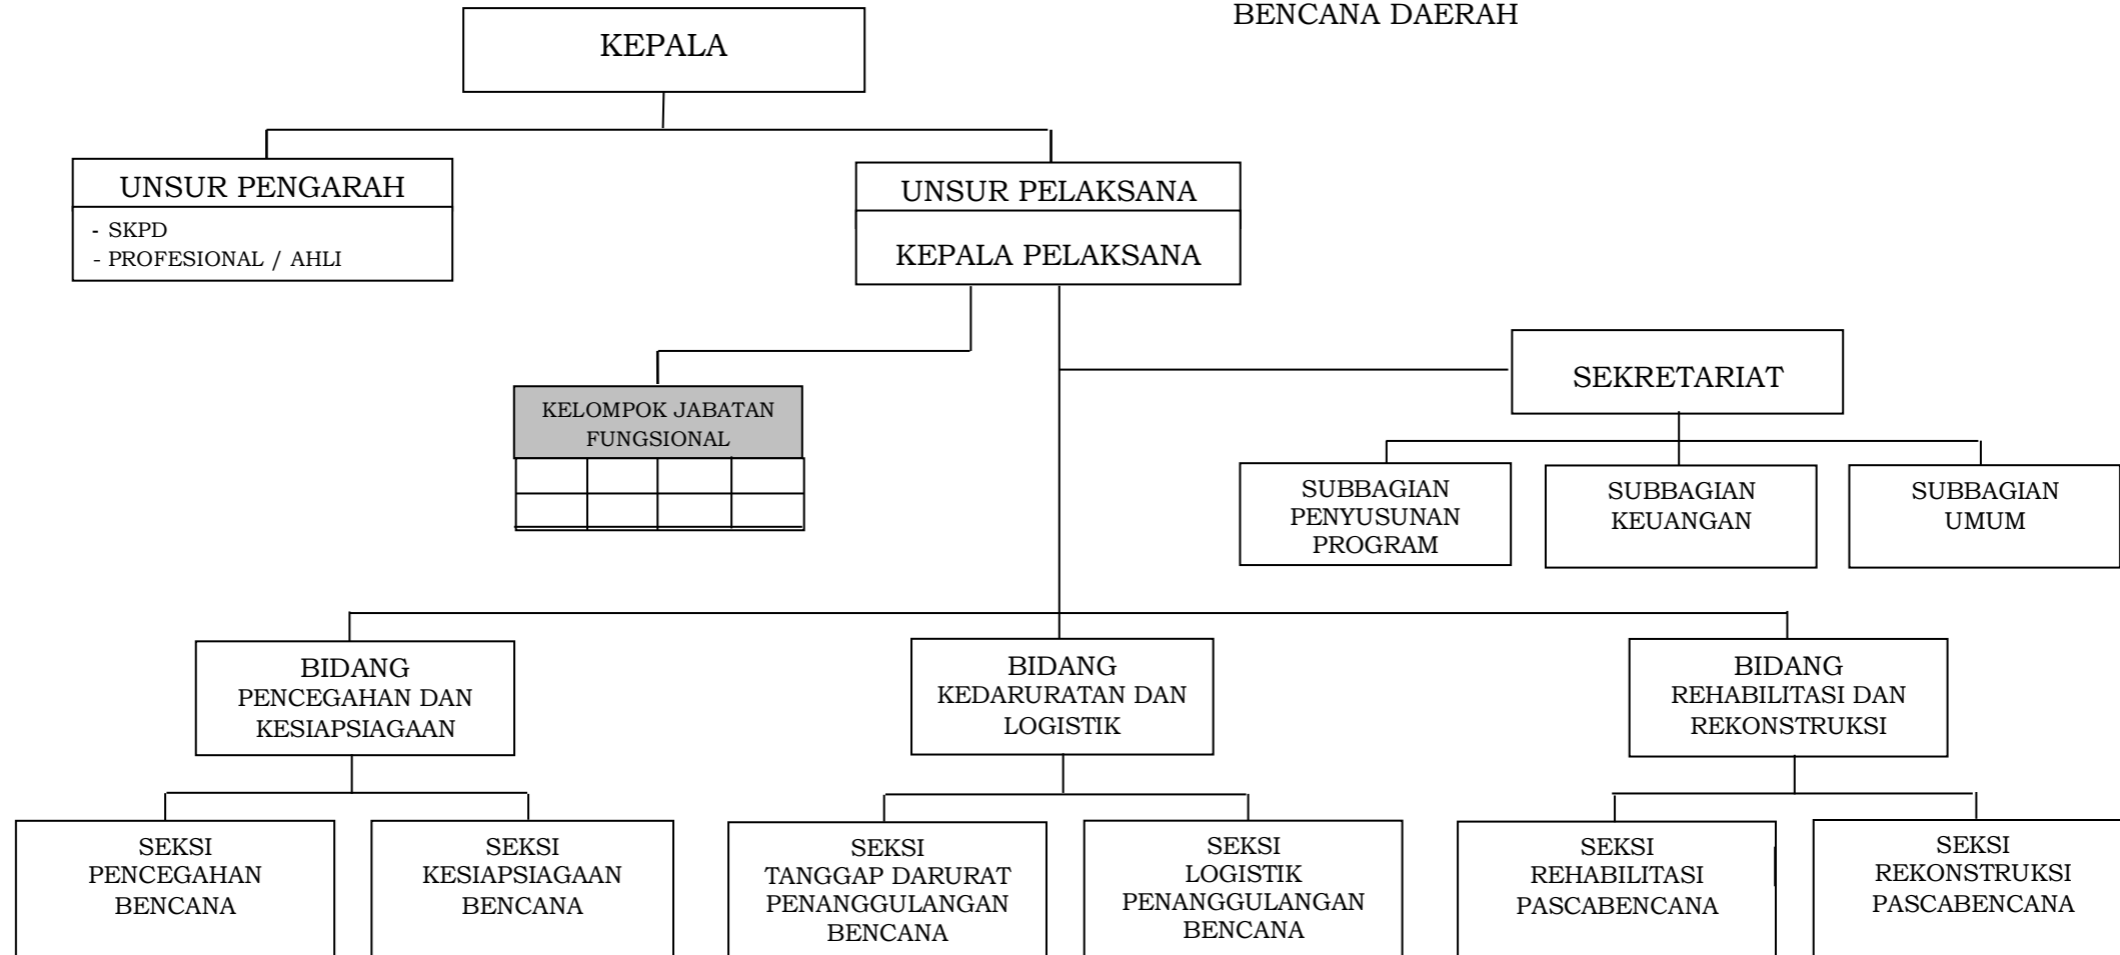 BENCANA DAERAH
KEPALA
UNSUR PENGARAH
- SKPD
- PROFESIONAL / AHLI
UNSUR PELAKSANA
KEPALA PELAKSANA
KELOMPOK JABATAN
FUNGSIONAL
SEKRETARIAT
SUBBAGIAN
PENYUSUNAN
PROGRAM
SUBBAGIAN
KEUANGAN
SUBBAGIAN
UMUM
BIDANG
PENCEGAHAN DAN
KESIAPSIAGAAN
BIDANG
KEDARURATAN DAN
LOGISTIK
BIDANG
REHABILITASI DAN
REKONSTRUKSI
SEKSI
PENCEGAHAN
BENCANA
SEKSI
KESIAPSIAGAAN
BENCANA
SEKSI
TANGGAP DARURAT
PENANGGULANGAN
BENCANA
SEKSI
LOGISTIK
PENANGGULANGAN
BENCANA
SEKSI
REHABILITASI
PASCABENCANA
SEKSI
REKONSTRUKSI
PASCABENCANA